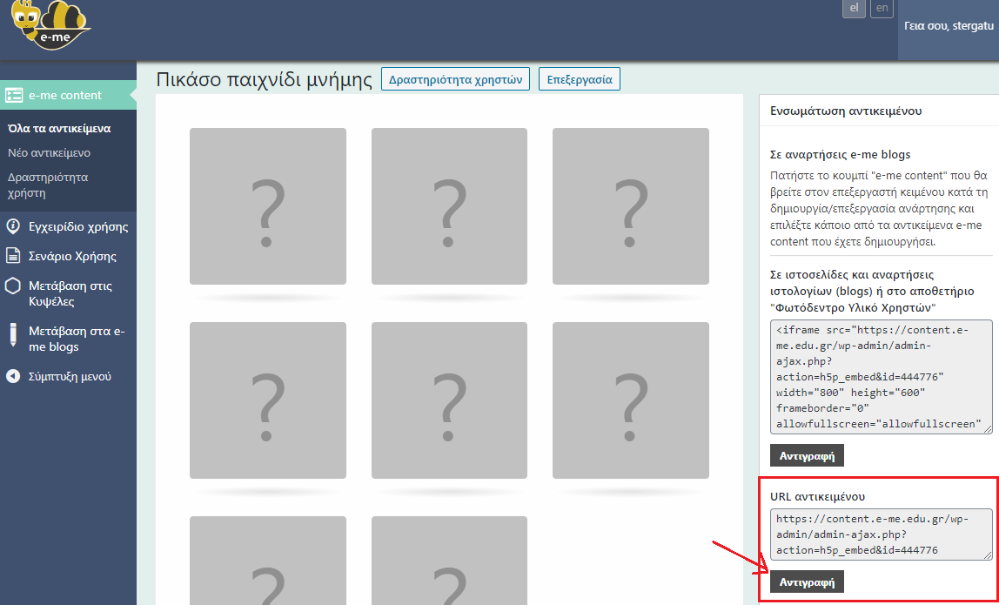 e-me
el
en
Γεια σου, stergatu
e-me content
Όλα τα αντικείμενα
Νέο αντικείμενο
Δραστηριότητα
χρήστη
Εγχειρίδιο χρήσης
Σενάριο Χρήσης
Μετάβαση στις
Κυψέλες
Μετάβαση στα e-
me blogs
Σύμπτυξη μενού
Πικάσο παιχνίδι μνήμης
Δραστηριότητα χρηστών
Επεξεργασία
?
?
?
?
?
?
?
?
Ενσωμάτωση αντικειμένου
Σε αναρτήσεις e-me blogs
Πατήστε το κουμπί "e-me content" που θα
βρείτε στον επεξεργαστή κειμένου κατά τη
δημιουργία/επεξεργασία ανάρτησης και
επιλέξτε κάποιο από τα αντικείμενα e-me
content που έχετε δημιουργήσει.
Σε ιστοσελίδες και αναρτήσεις
ιστολογίων (blogs) ή στο αποθετήριο
"Φωτόδεντρο Υλικό Χρηστών"
<iframe src="https://content.e-
me.edu.gr/wp-admin/admin-
ajax.php?
action=h5p_embed&id=444776"
width="800" height="600"
frameborder="0"
allowfullscreen="allowfullscreen"
Αντιγραφή
URL αντικειμένου
https://content.e-me.edu.gr/wp-
admin/admin-ajax.php?
action=h5p_embed&id=444776
Αντιγραφή